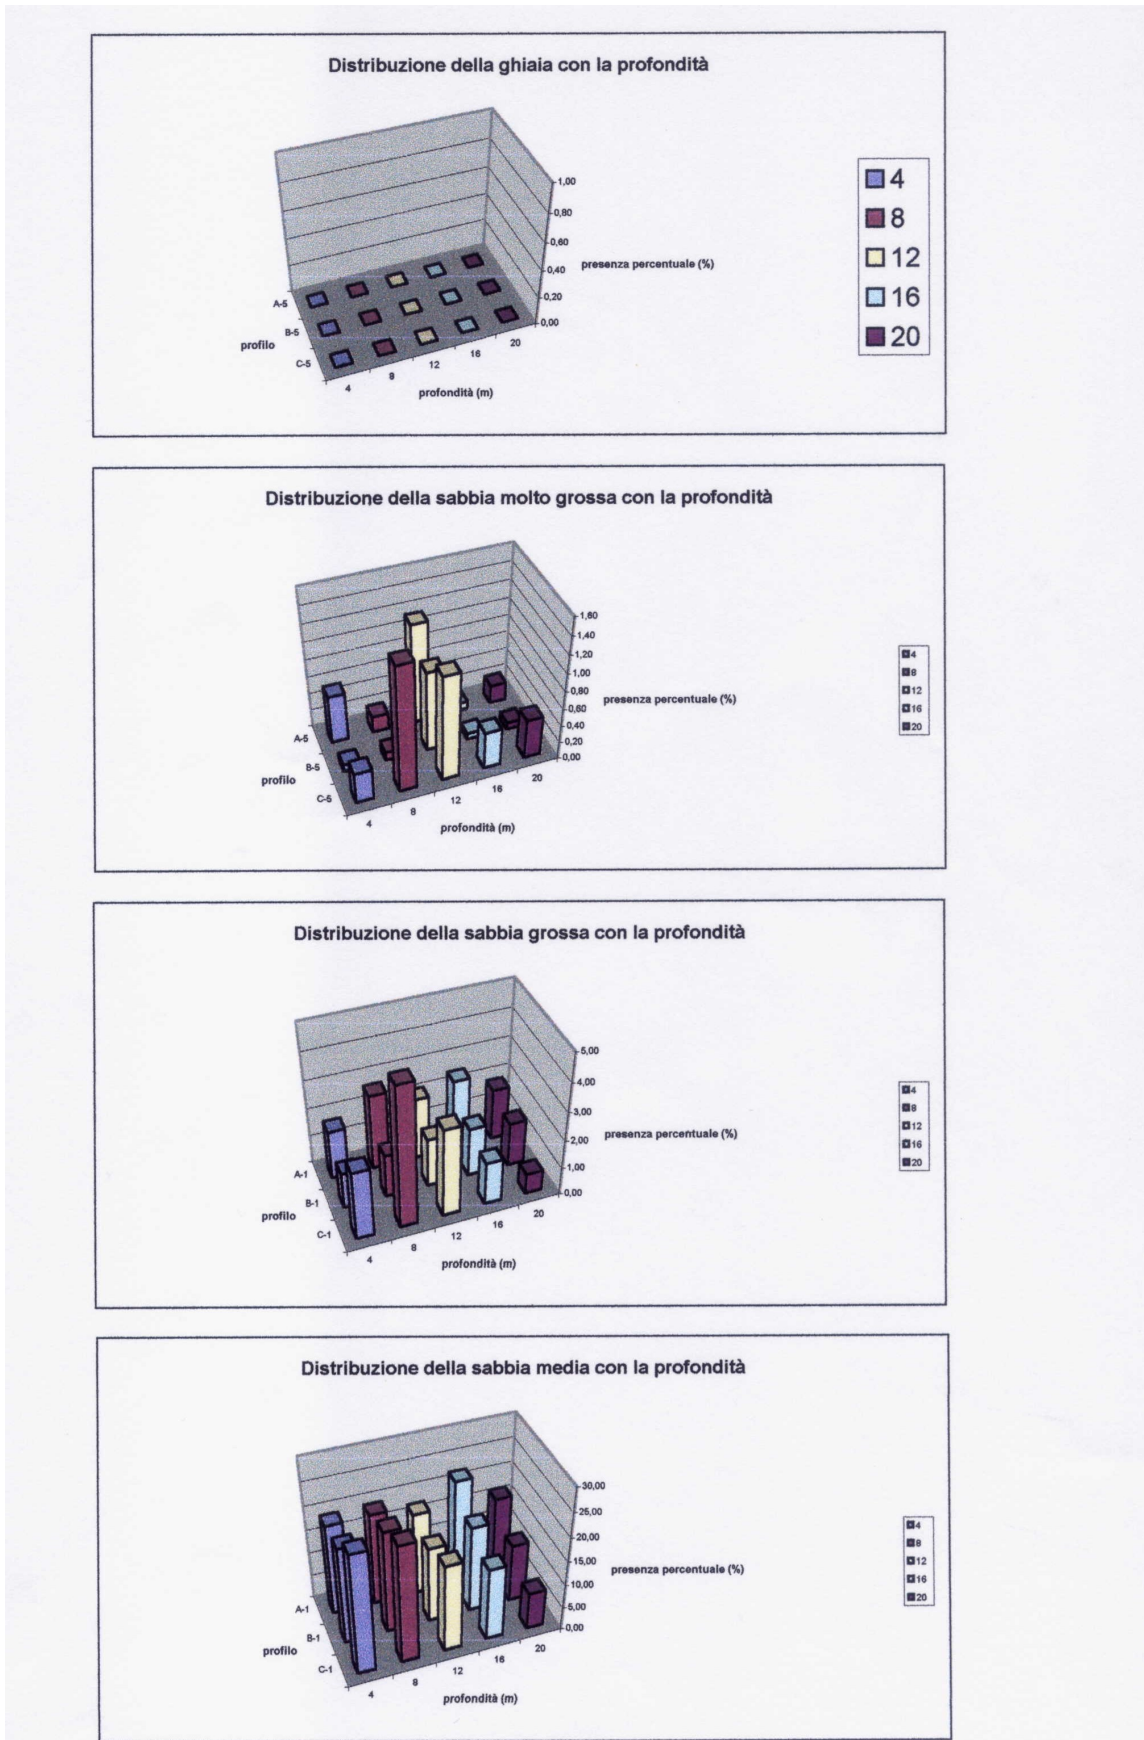 Distribuzione della ghiaia con la profondità
1,00
0,80
0,60
0,40
0,20
0,00
presenza percentuale (%)
A-5
B-5
C-5
profilo
4
8
12
16
20
profondità (m)
4
8
12
16
20
Distribuzione della sabbia molto grossa con la profondità
1,60
1,40
1,20
1,00
0,80
0,60
0,40
0,20
0,00
presenza percentuale (%)
A-5
B-5
C-5
profilo
4
8
12
16
20
profondità (m)
4
8
12
16
20
Distribuzione della sabbia grossa con la profondità
5,00
4,00
3,00
2,00
1,00
0,00
presenza percentuale (%)
A-1
B-1
C-1
profilo
4
8
12
16
20
profondità (m)
4
8
12
16
20
Distribuzione della sabbia media con la profondità
30,00
25,00
20,00
15,00
10,00
5,00
0,00
presenza percentuale (%)
A-1
B-1
C-1
profilo
4
8
12
16
20
profondità (m)
4
8
12
16
20